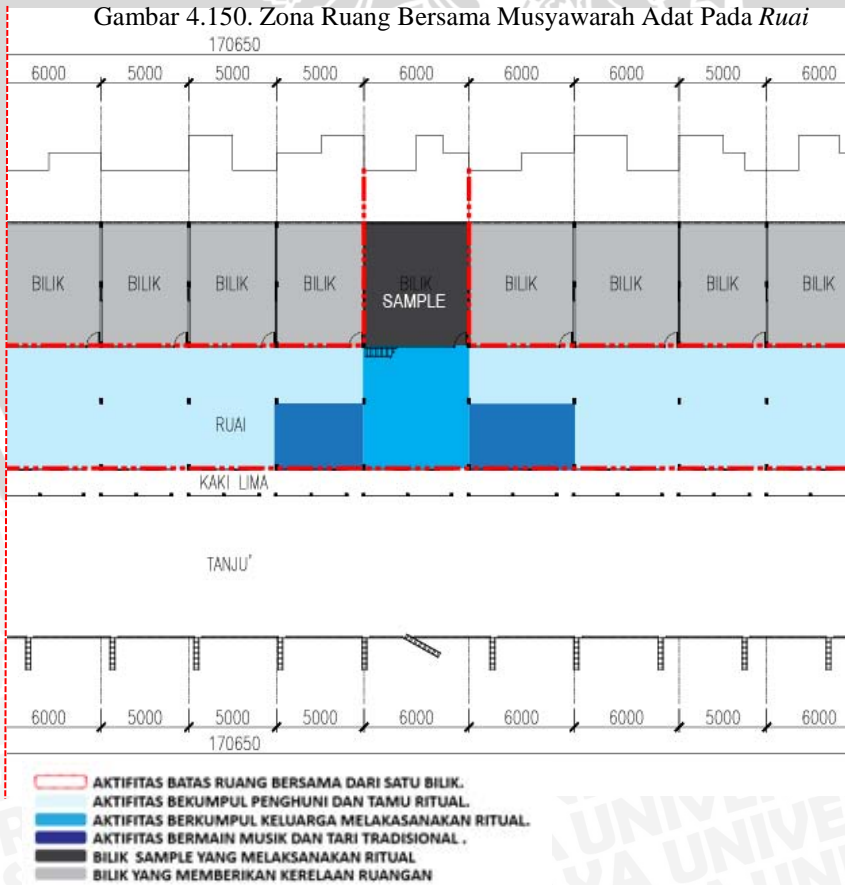 Gambar 4.150. Zona Ruang Bersama Musyawarah Adat Pada Ruai
170650
6000 5000 5000 5000 6000 6000 6000 5000 6000
BILIK BILIK BILIK BILIK BILIK BILIK BILIK BILIK BILIK
SAMPLE
RUAI
KAKI LIMA
TANJU'
6000 5000 5000 5000 6000 6000 6000 5000 6000
170650
AKTIFITAS BATAS RUANG BERSAMA DARI SATU BILIK.
AKTIFITAS BEKUMPUL PENGHUNI DAN TAMU RITUAL.
AKTIFITAS BERKUMPUL KELUARGA MELAKASANAKAN RITUAL.
AKTIFITAS BERMAIN MUSIK DAN TARI TRADISIONAL .
BILIK SAMPLE YANG MELAKSANAKAN RITUAL
BILIK YANG MEMBERIKAN KERELAAN RUANGAN